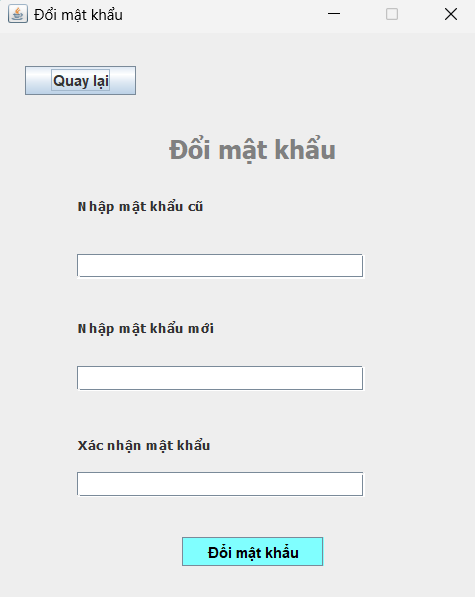 Đổi mật khẩu
Quay lại
Đổi mật khẩu
Nhập mật khẩu cũ
Nhập mật khẩu mới
Xác nhận mật khẩu
Đổi mật khẩu